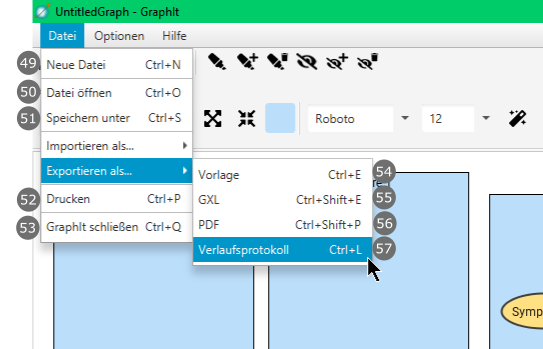 UntitledGraph - GraphIt
Datei Optionen Hilfe
49 Neue Datei Ctrl+N
50 Datei öffnen Ctrl+O
51 Speichern unter Ctrl+S
Roboto 12
Importieren als...
Exportieren als...
Vorlage Ctrl+E 54
52 Drucken Ctrl+P
GXL Ctrl+Shift+E 55
53 GraphIt schließen Ctrl+Q
PDF Ctrl+Shift+P 56
Verlaufsprotokoll Ctrl+L 57
Symp